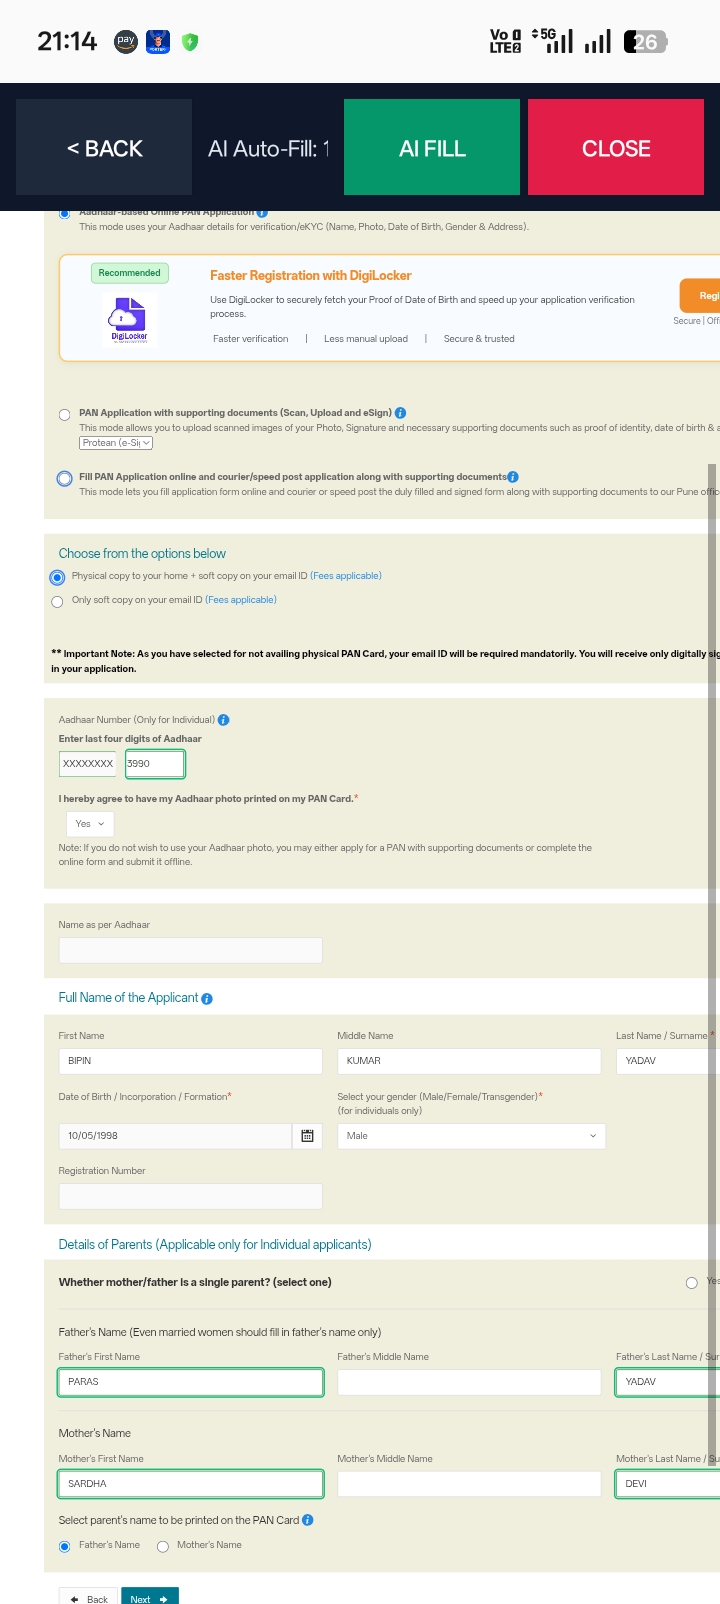 21:14
pay
Vo LTE2
5G
26
< BACK
AI Auto-Fill: 1
AI FILL
CLOSE
Aadhaar-based Online PAN Application
This mode uses your Aadhaar details for verification/eKYC (Name, Photo, Date of Birth, Gender & Address).
Recommended
DigiLocker
Faster Registration with DigiLocker
Use DigiLocker to securely fetch your Proof of Date of Birth and speed up your application verification
process.
Faster verification | Less manual upload | Secure & trusted
Regi
Secure | Offi
PAN Application with supporting documents (Scan, Upload and eSign)
This mode allows you to upload scanned images of your Photo, Signature and necessary supporting documents such as proof of identity, date of birth & a
Protean (e-Sig
Fill PAN Application online and courier/speed post application along with supporting documents
This mode lets you fill application form online and courier or speed post the duly filled and signed form along with supporting documents to our Pune offic
Choose from the options below
Physical copy to your home + soft copy on your email ID (Fees applicable)
Only soft copy on your email ID (Fees applicable)
** Important Note: As you have selected for not availing physical PAN Card, your email ID will be required mandatorily. You will receive only digitally sig
in your application.
Aadhaar Number (Only for Individual)
Enter last four digits of Aadhaar
XXXXXXXX 3990
I hereby agree to have my Aadhaar photo printed on my PAN Card.*
Yes
Note: If you do not wish to use your Aadhaar photo, you may either apply for a PAN with supporting documents or complete the
online form and submit it offline.
Name as per Aadhaar
Full Name of the Applicant
First Name Middle Name Last Name / Surname *
BIPIN KUMAR YADAV
Date of Birth / Incorporation / Formation* Select your gender (Male/Female/Transgender)*
(for individuals only)
10/05/1998 Male
Registration Number
Details of Parents (Applicable only for Individual applicants)
Whether mother/father is a single parent? (select one) Yes
Father's Name (Even married women should fill in father's name only)
Father's First Name Father's Middle Name Father's Last Name / Sur
PARAS YADAV
Mother's Name
Mother's First Name Mother's Middle Name Mother's Last Name / Su
SARDHA DEVI
Select parent's name to be printed on the PAN Card
Father's Name Mother's Name
Back Next